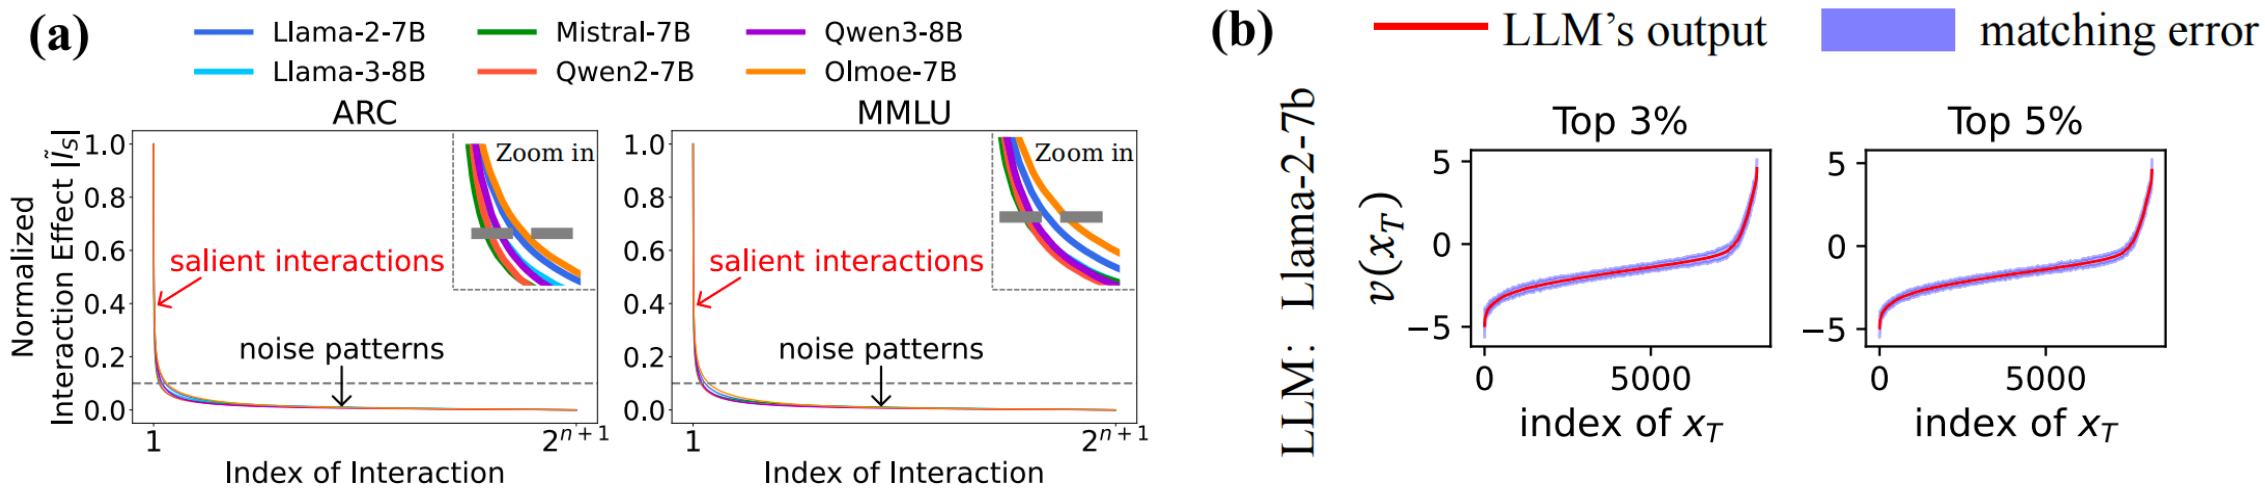 (a)
Llama-2-7B
Mistral-7B
Qwen3-8B
Llama-3-8B
Qwen2-7B
Olmoe-7B
ARC
Normalized
Interaction Effect |Ĩ_S|
1.0
0.8
0.6
0.4
0.2
0.0
Zoom in
salient interactions
noise patterns
1
2^{n+1}
Index of Interaction
MMLU
1.0
0.8
0.6
0.4
0.2
0.0
Zoom in
salient interactions
noise patterns
1
2^{n+1}
Index of Interaction
(b)
LLM's output
matching error
LLM: Llama-2-7b
Top 3%
v(x_T)
5
0
−5
0
5000
index of x_T
Top 5%
5
0
−5
0
5000
index of x_T